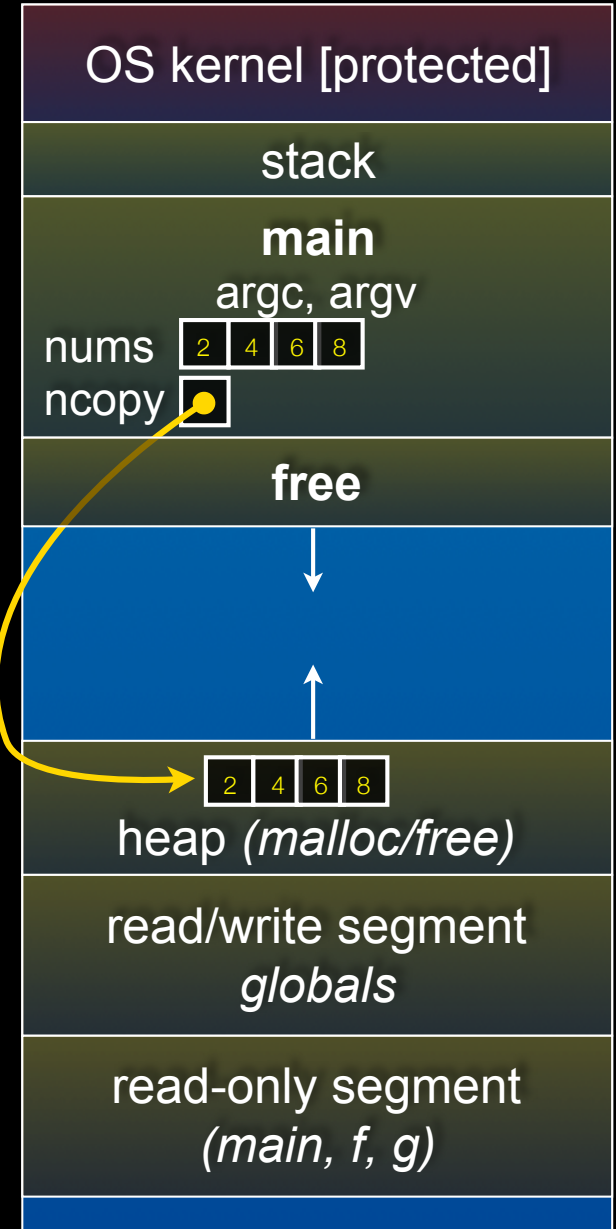 OS kernel [protected]
stack
main
argc, argv
nums 2 4 6 8
ncopy
free
2 4 6 8
heap (malloc/free)
read/write segment
globals
read-only segment
(main, f, g)